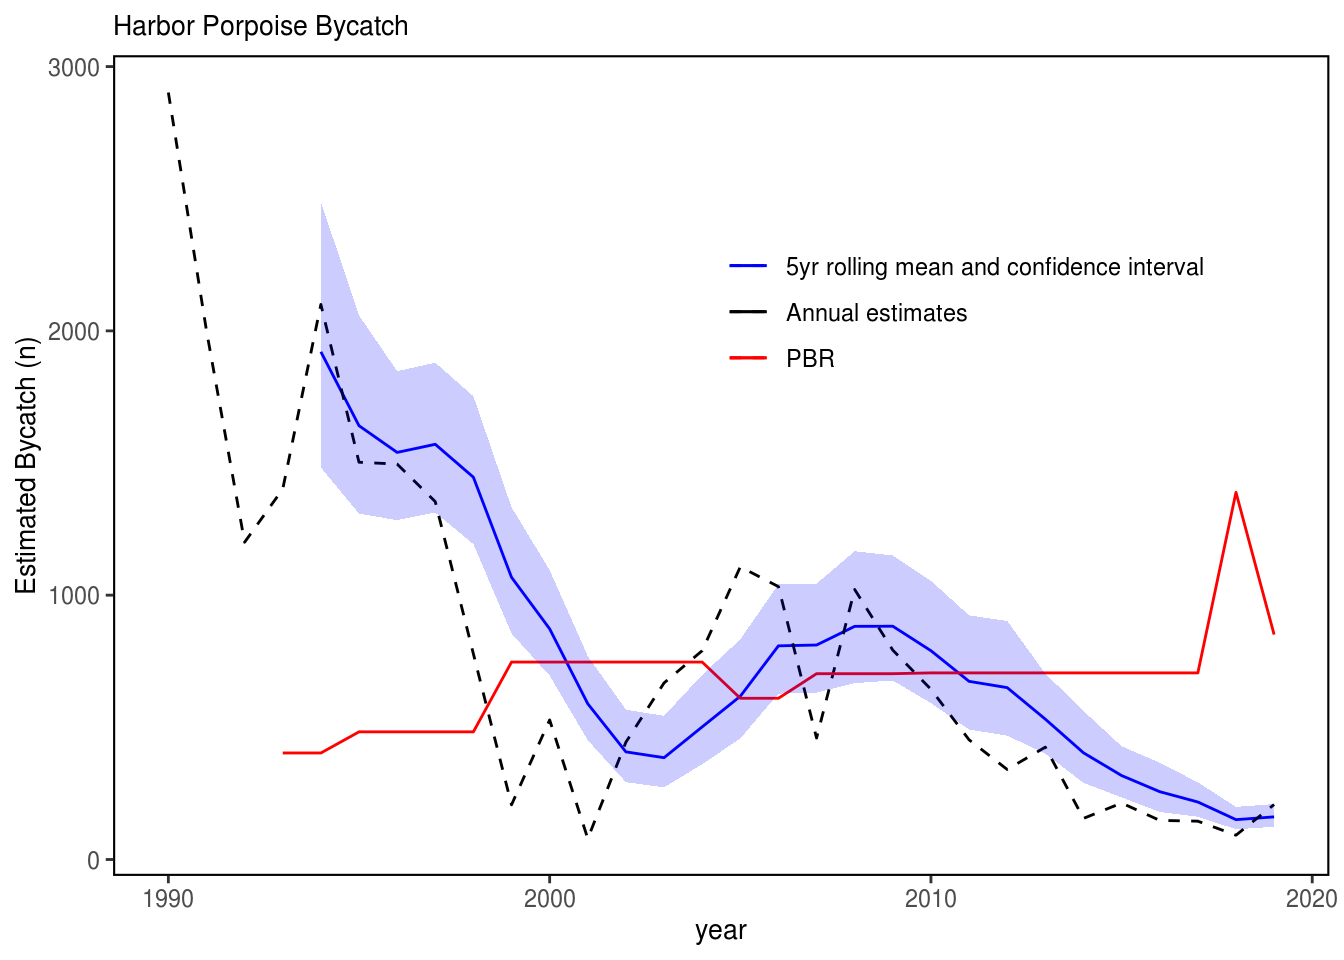 Harbor Porpoise Bycatch
3000
2000
1000
0
Estimated Bycatch (n)
5yr rolling mean and confidence interval
Annual estimates
PBR
1990
2000
2010
2020
year